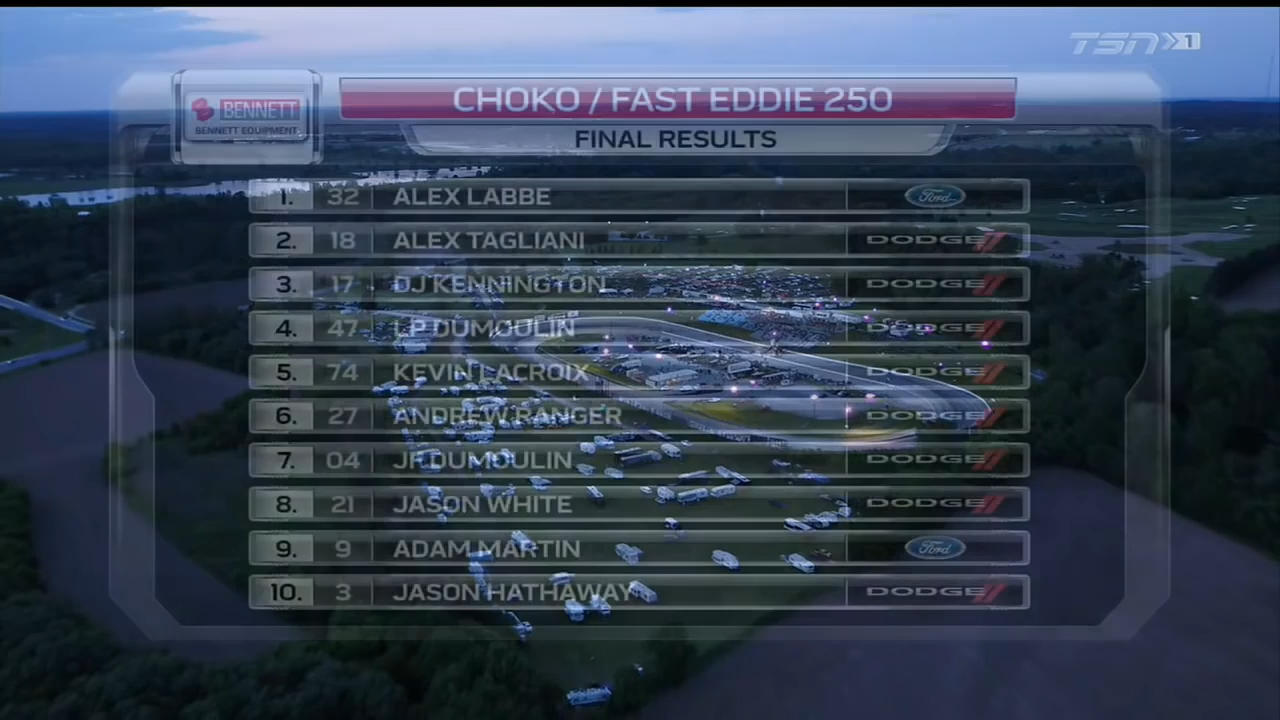 TSN 1
BENNETT
BENNETT EQUIPMENT
CHOKO / FAST EDDIE 250
FINAL RESULTS
1. 32 ALEX LABBE Ford
2. 18 ALEX TAGLIANI DODGE
3. 17 DJ KENNINGTON DODGE
4. 47 LP DUMOULIN DODGE
5. 74 KEVIN LACROIX DODGE
6. 27 ANDREW RANGER DODGE
7. 04 JF DUMOULIN DODGE
8. 21 JASON WHITE DODGE
9. 9 ADAM MARTIN Ford
10. 3 JASON HATHAWAY DODGE